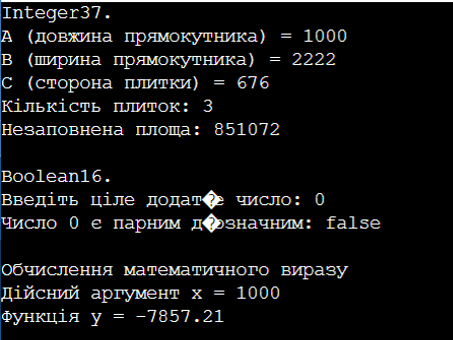 Integer37.
A (довжина прямокутника) = 1000
B (ширина прямокутника) = 2222
C (сторона плитки) = 676
Кількість плиток: 3
Незаповнена площа: 851072
Boolean16.
Введіть ціле додат�е число: 0
Число 0 є парним д�означним: false
Обчислення математичного виразу
Дійсний аргумент x = 1000
Функція y = -7857.21